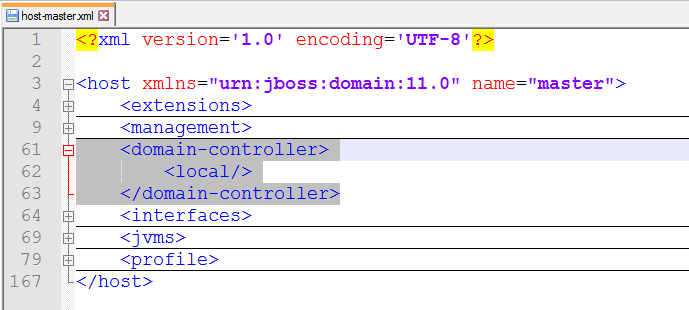 host-master.xml
1 <?xml version='1.0' encoding='UTF-8'?>
2
3 <host xmlns="urn:jboss:domain:11.0" name="master">
4 <extensions>
9 <management>
61 <domain-controller>
62 <local/>
63 </domain-controller>
64 <interfaces>
69 <jvms>
79 <profile>
167 </host>